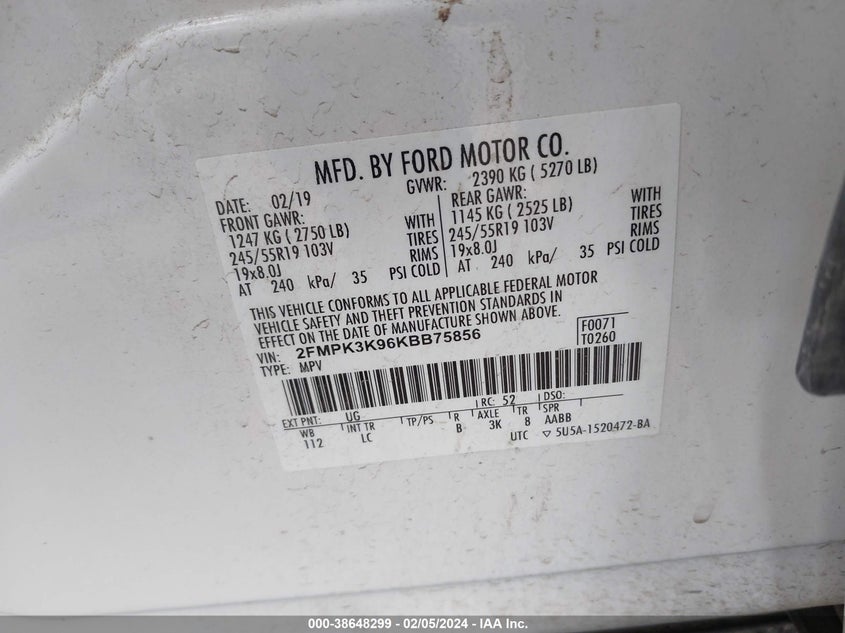 MFD. BY FORD MOTOR CO.
DATE: 02/19 GVWR: 2390 KG ( 5270 LB)
FRONT GAWR: REAR GAWR:
1247 KG ( 2750 LB) WITH 1145 KG ( 2525 LB) WITH
245/55R19 103V TIRES 245/55R19 103V TIRES
19x8.0J RIMS 19x8.0J RIMS
AT 240 kPa/ 35 PSI COLD AT 240 kPa/ 35 PSI COLD
THIS VEHICLE CONFORMS TO ALL APPLICABLE FEDERAL MOTOR
VEHICLE SAFETY AND THEFT PREVENTION STANDARDS IN
EFFECT ON THE DATE OF MANUFACTURE SHOWN ABOVE.
VIN: 2FMPK3K96KBB75856 F0071
TYPE: MPV T0260
EXT PNT: UG RC: 52 DSO:
WB INT TR TP/PS R AXLE TR SPR
112 LC B 3K 8 AABB
UTC ▽ 5U5A-1520472-BA
000-38648299 - 02/05/2024 - IAA Inc.